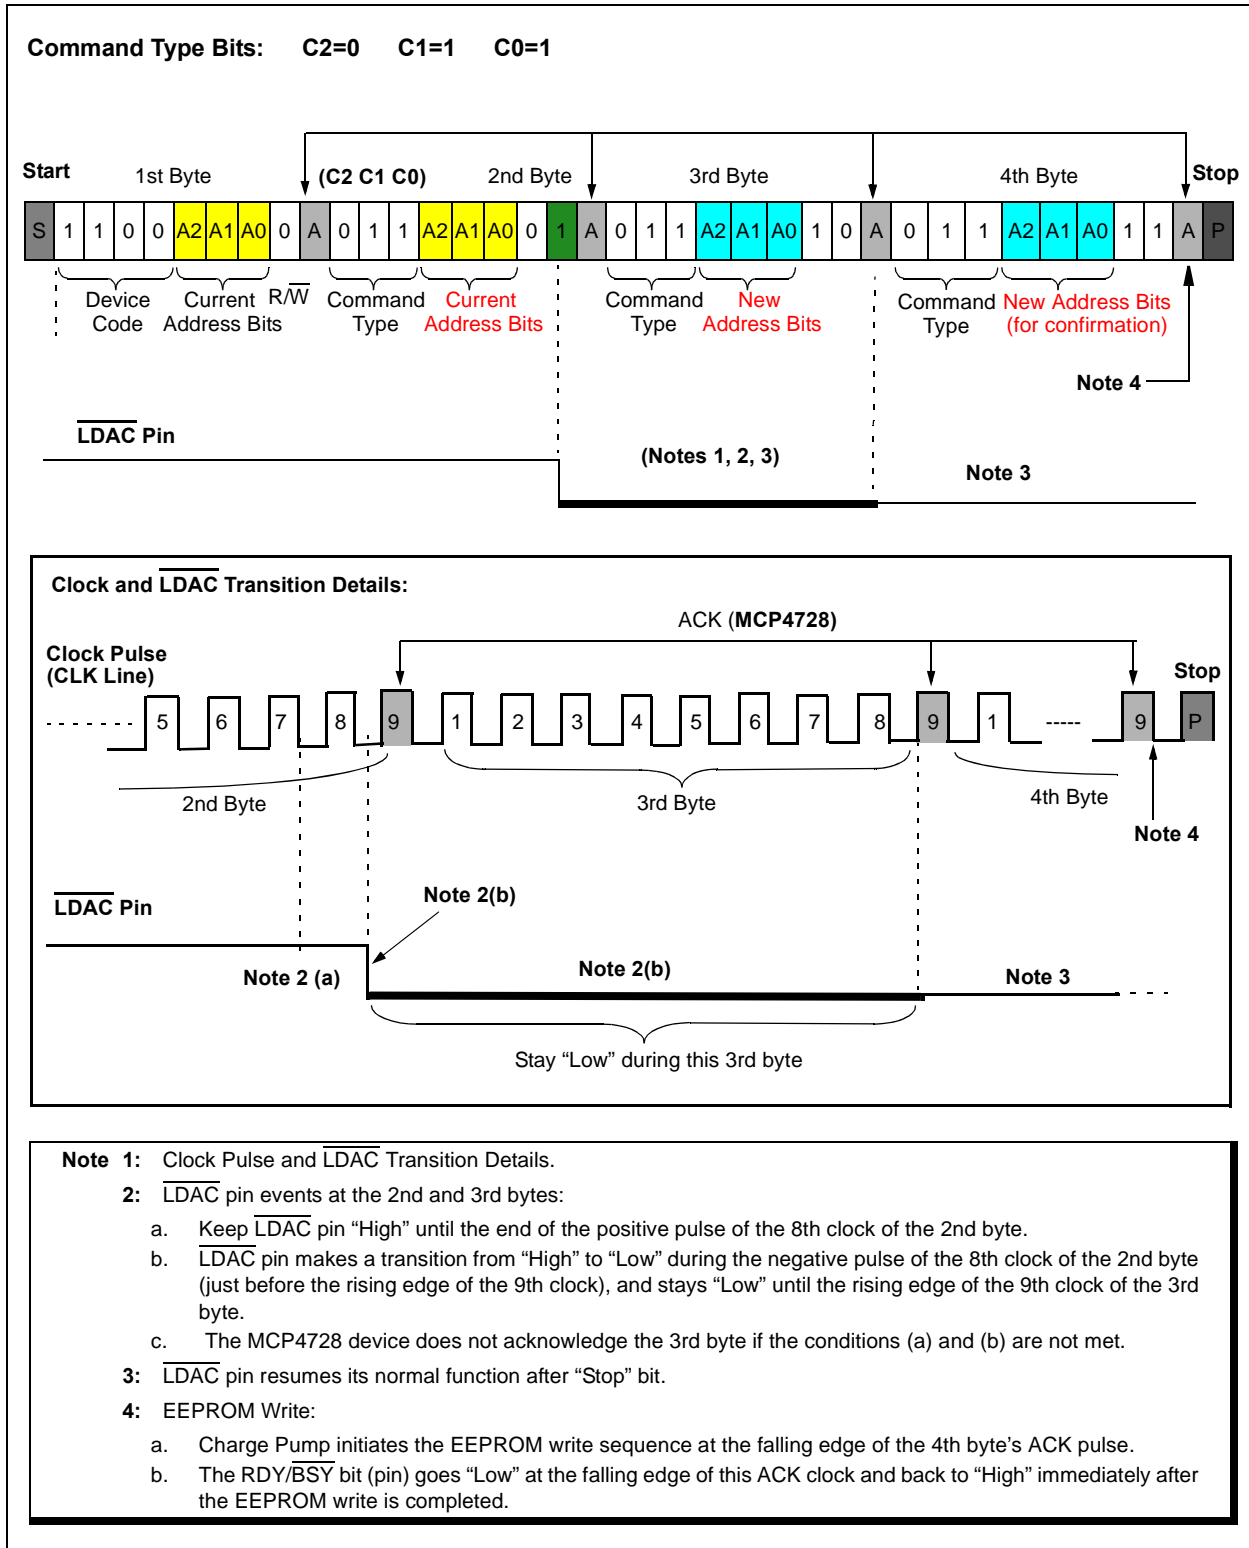 Command Type Bits: C2=0 C1=1 C0=1
Start 1st Byte (C2 C1 C0) 2nd Byte 3rd Byte 4th Byte Stop
S 1 1 0 0 A2 A1 A0 0 A 0 1 1 A2 A1 A0 0 1 A 0 1 1 A2 A1 A0 1 0 A 0 1 1 A2 A1 A0 1 1 A P
Device Code
Current Address Bits
R/W
Command Type
Current Address Bits
Command Type
New Address Bits
Command Type
New Address Bits (for confirmation)
Note 4
LDAC Pin
(Notes 1, 2, 3)
Note 3
Clock and LDAC Transition Details:
ACK (MCP4728)
Clock Pulse
(CLK Line)
Stop
5 6 7 8 9 1 2 3 4 5 6 7 8 9 1 ----- 9 P
2nd Byte 3rd Byte 4th Byte
Note 4
LDAC Pin
Note 2(b)
Note 2 (a)
Note 2(b)
Note 3
Stay “Low” during this 3rd byte
Note 1: Clock Pulse and LDAC Transition Details.
2: LDAC pin events at the 2nd and 3rd bytes:
a. Keep LDAC pin “High” until the end of the positive pulse of the 8th clock of the 2nd byte.
b. LDAC pin makes a transition from “High” to “Low” during the negative pulse of the 8th clock of the 2nd byte
(just before the rising edge of the 9th clock), and stays “Low” until the rising edge of the 9th clock of the 3rd
byte.
c. The MCP4728 device does not acknowledge the 3rd byte if the conditions (a) and (b) are not met.
3: LDAC pin resumes its normal function after “Stop” bit.
4: EEPROM Write:
a. Charge Pump initiates the EEPROM write sequence at the falling edge of the 4th byte’s ACK pulse.
b. The RDY/BSY bit (pin) goes “Low” at the falling edge of this ACK clock and back to “High” immediately after
the EEPROM write is completed.